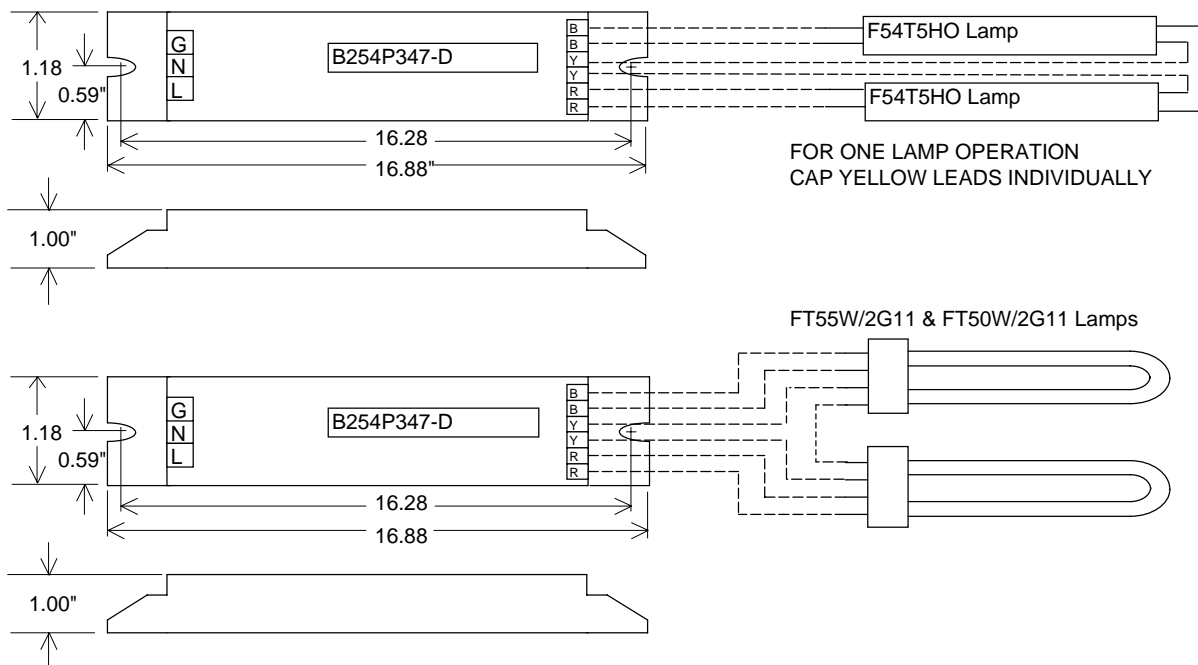 B
B
Y
Y
R
R
G
N
L
B254P347-D
F54T5HO Lamp
F54T5HO Lamp
1.18
0.59"
16.28
16.88"
FOR ONE LAMP OPERATION
CAP YELLOW LEADS INDIVIDUALLY
1.00"
FT55W/2G11 & FT50W/2G11 Lamps
B
B
Y
Y
R
R
G
N
L
B254P347-D
1.18
0.59"
16.28
16.88
1.00"